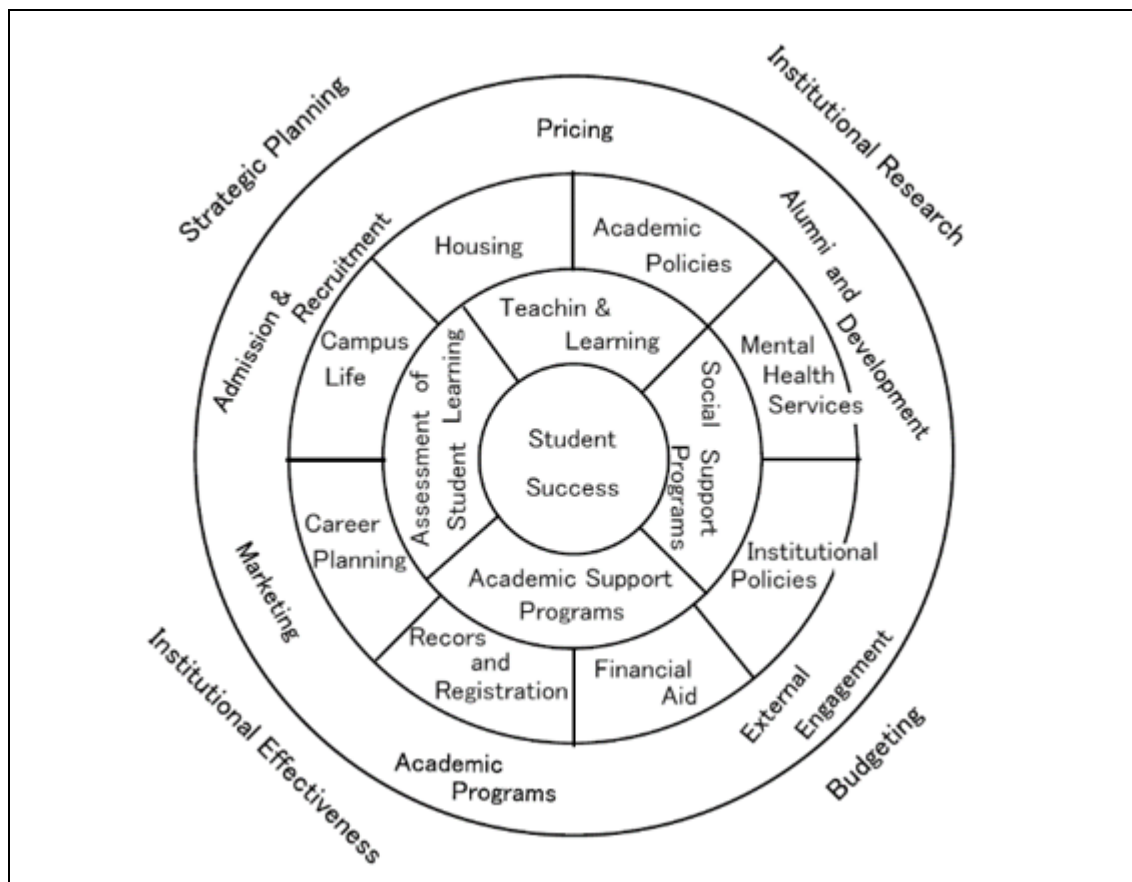 Strategic Planning
Institutional Research
Pricing
Admission &
Recruitment
Alumni and
Development
Housing
Academic
Policies
Campus
Life
Mental
Health
Services
Teachin &
Learning
Assessment of
Student Learning
Social Support
Programs
Student
Success
Career
Planning
Institutional
Policies
Academic Support
Programs
Recors
and
Registration
Financial
Aid
Marketing
External
Engagement
Academic
Programs
Institutional Effectiveness
Budgeting